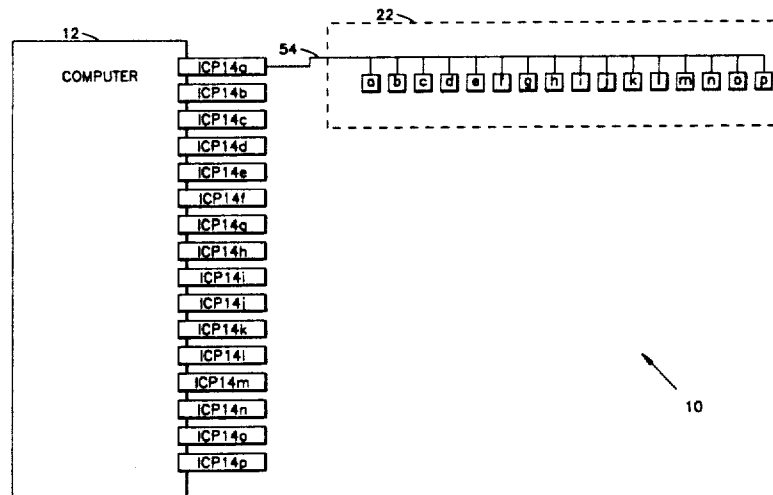 12
22
54
COMPUTER
ICP14a
a b c d e f g h i j k l m n o p
ICP14b
ICP14c
ICP14d
ICP14e
ICP14f
ICP14g
ICP14h
ICP14i
ICP14j
ICP14k
ICP14l
ICP14m
ICP14n
ICP14o
ICP14p
10